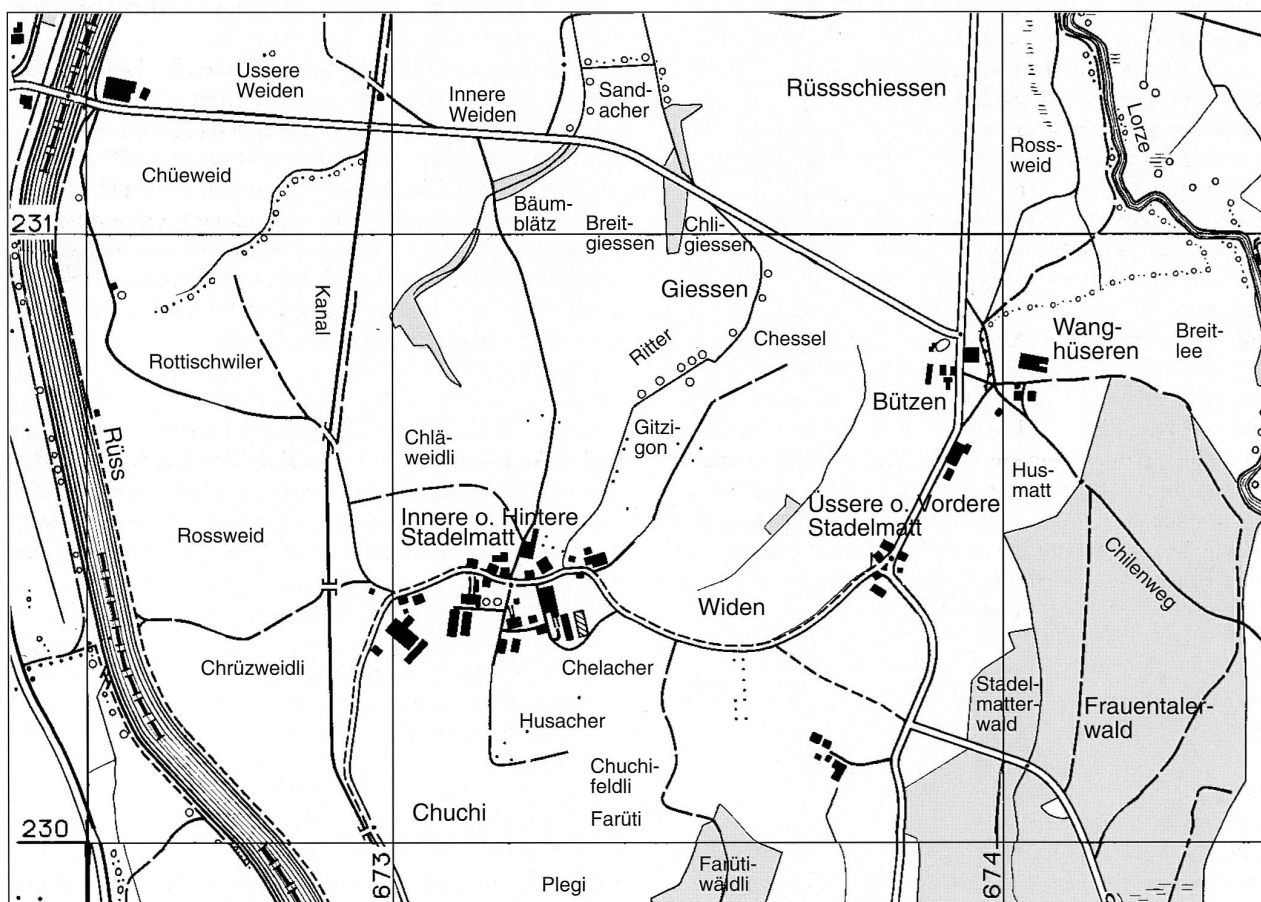 Ussere
Weiden
Innere
Weiden
Sand-
acher
Rüssschiessen
Lorze
Ross-
weid
Chüeweid
Bäum-
blätz
Breit-
giessen
Chli-
giessen
231
Kanal
Giessen
Ritter
Chessel
Wang-
hüseren
Breit-
lee
Rottischwiler
Bützen
Rüss
Chlä-
weidli
Gitzi-
gon
Hus-
matt
Innere o. Hintere
Stadelmatt
Üssere o. Vordere
Stadelmatt
Rossweid
Chilenweg
Widen
Chrüzweidli
Chelacher
Stadel-
matter-
wald
Frauentaler-
wald
Husacher
Chuchi-
feldli
Chuchi
Farüti
230
673
Plegi
Farüti-
wäldli
674